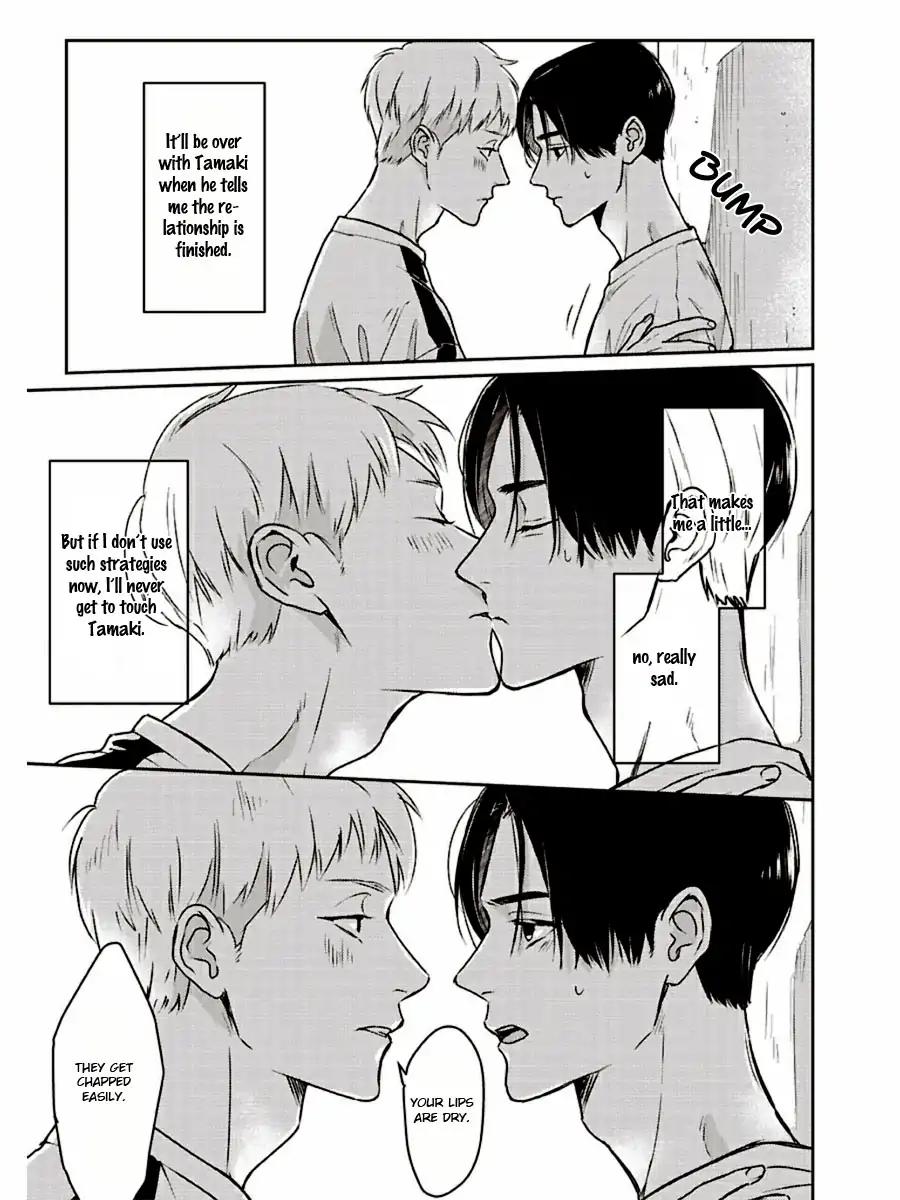 It'll be over
with Tamaki
when he tells
me the re-
lationship is
finished.
BUMP
That makes
me a little...
no, really
sad.
But if I don't use
such strategies
now, I'll never
get to touch
Tamaki.
YOUR LIPS
ARE DRY.
THEY GET
CHAPPED
EASILY.